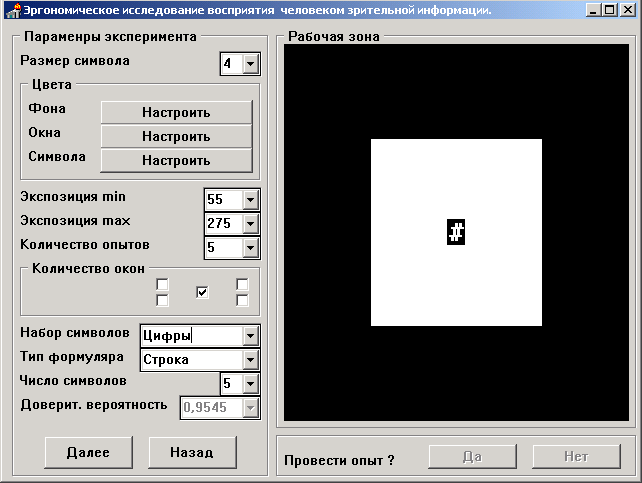 Эргономическое исследование восприятия человеком зрительной информации.
Параменры эксперимента
Размер символа 4
Цвета
Фона Настроить
Окна Настроить
Символа Настроить
Экспозиция min 55
Экспозиция max 275
Количество опытов 5
Количество окон
Набор символов Цифры
Тип формуляра Строка
Число символов 5
Доверит. вероятность 0,9545
Далее Назад
Рабочая зона
#
Провести опыт ? Да Нет